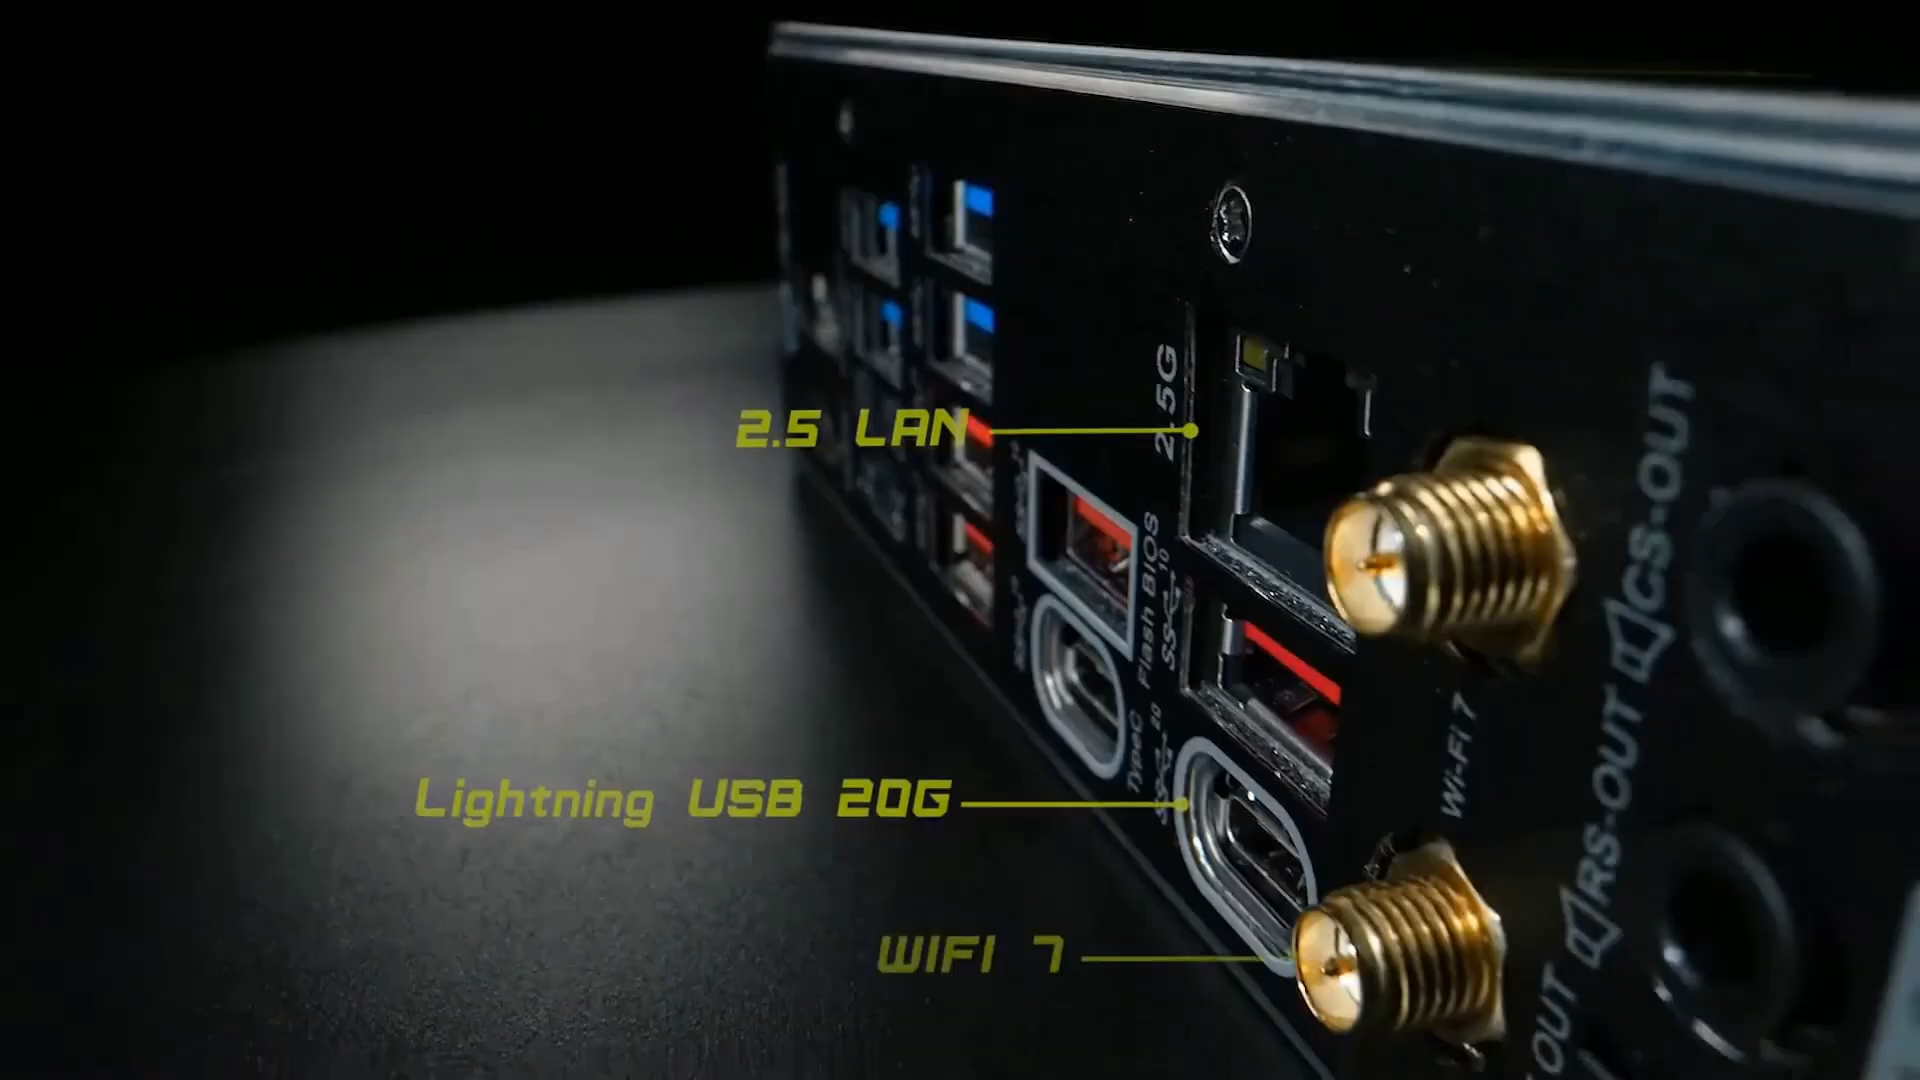 2.5 LAN
2.5G
CS-OUT
Flash BIOS
SS 10
RS-OUT
Wi-Fi 7
TypeC
SS 20
Lightning USB 20G
WIFI 7
OUT